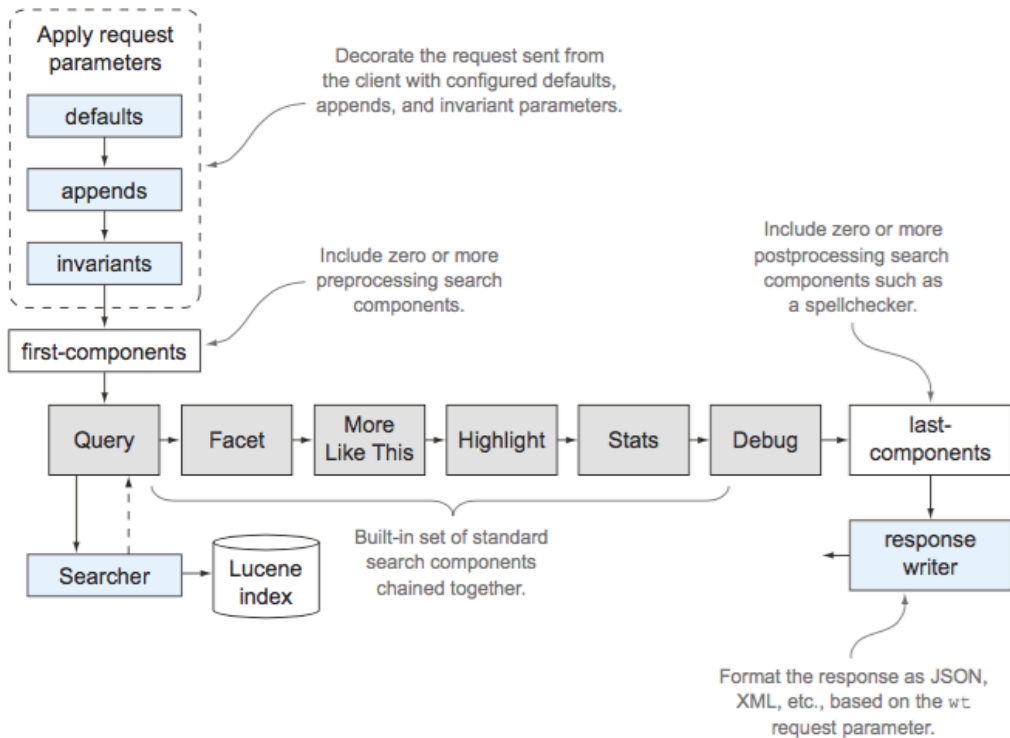 Apply request
parameters
defaults
appends
invariants
Decorate the request sent from
the client with configured defaults,
appends, and invariant parameters.
Include zero or more
preprocessing search
components.
Include zero or more
postprocessing search
components such as
a spellchecker.
first-components
Query
Facet
More
Like This
Highlight
Stats
Debug
last-
components
Searcher
Lucene
index
Built-in set of standard
search components
chained together.
response
writer
Format the response as JSON,
XML, etc., based on the wt
request parameter.